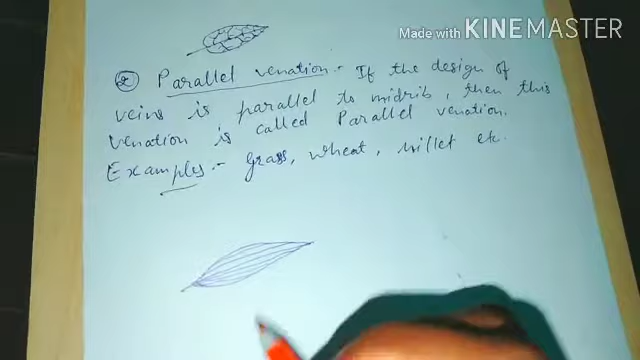 Made with KINEMASTER
② Parallel venation :- If the design of
veins is parallel to midrib, then this
venation is called Parallel venation.
Examples :- grass, wheat, millet etc.